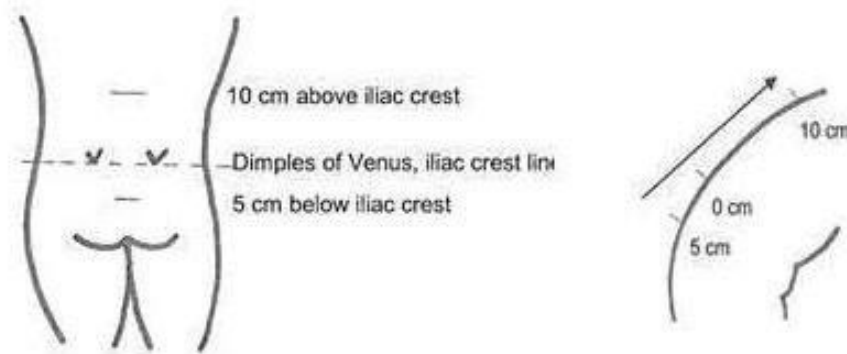 10 cm above iliac crest
Dimples of Venus, iliac crest line
5 cm below iliac crest
10 cm
0 cm
5 cm